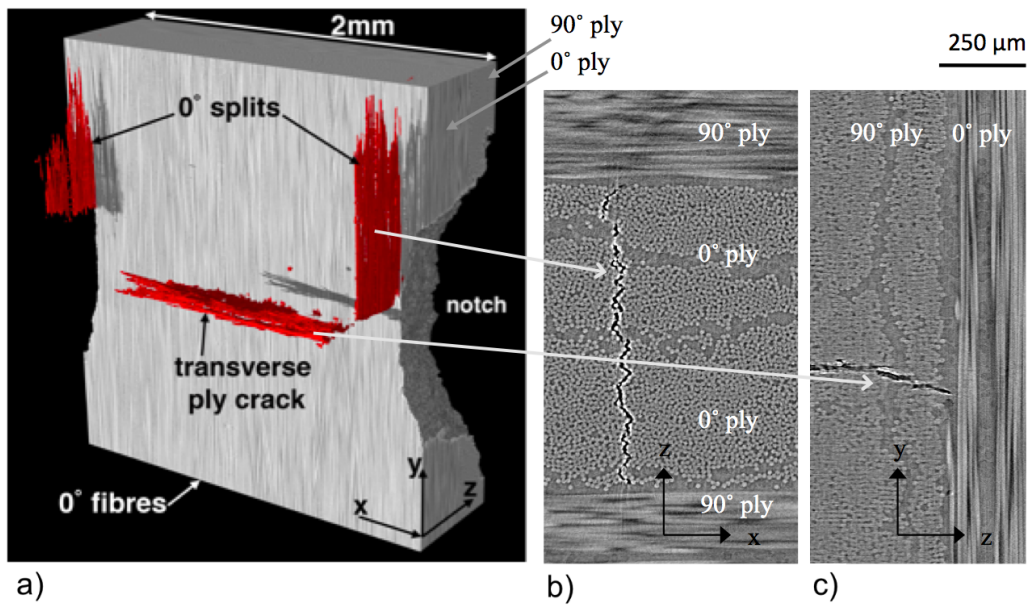 2mm
90˚ ply
0˚ ply
250 µm
0˚ splits
notch
transverse
ply crack
0˚ fibres
y
z
x
a)
90˚ ply
0˚ ply
0˚ ply
z
90˚ ply
x
b)
90˚ ply
0˚ ply
y
z
c)